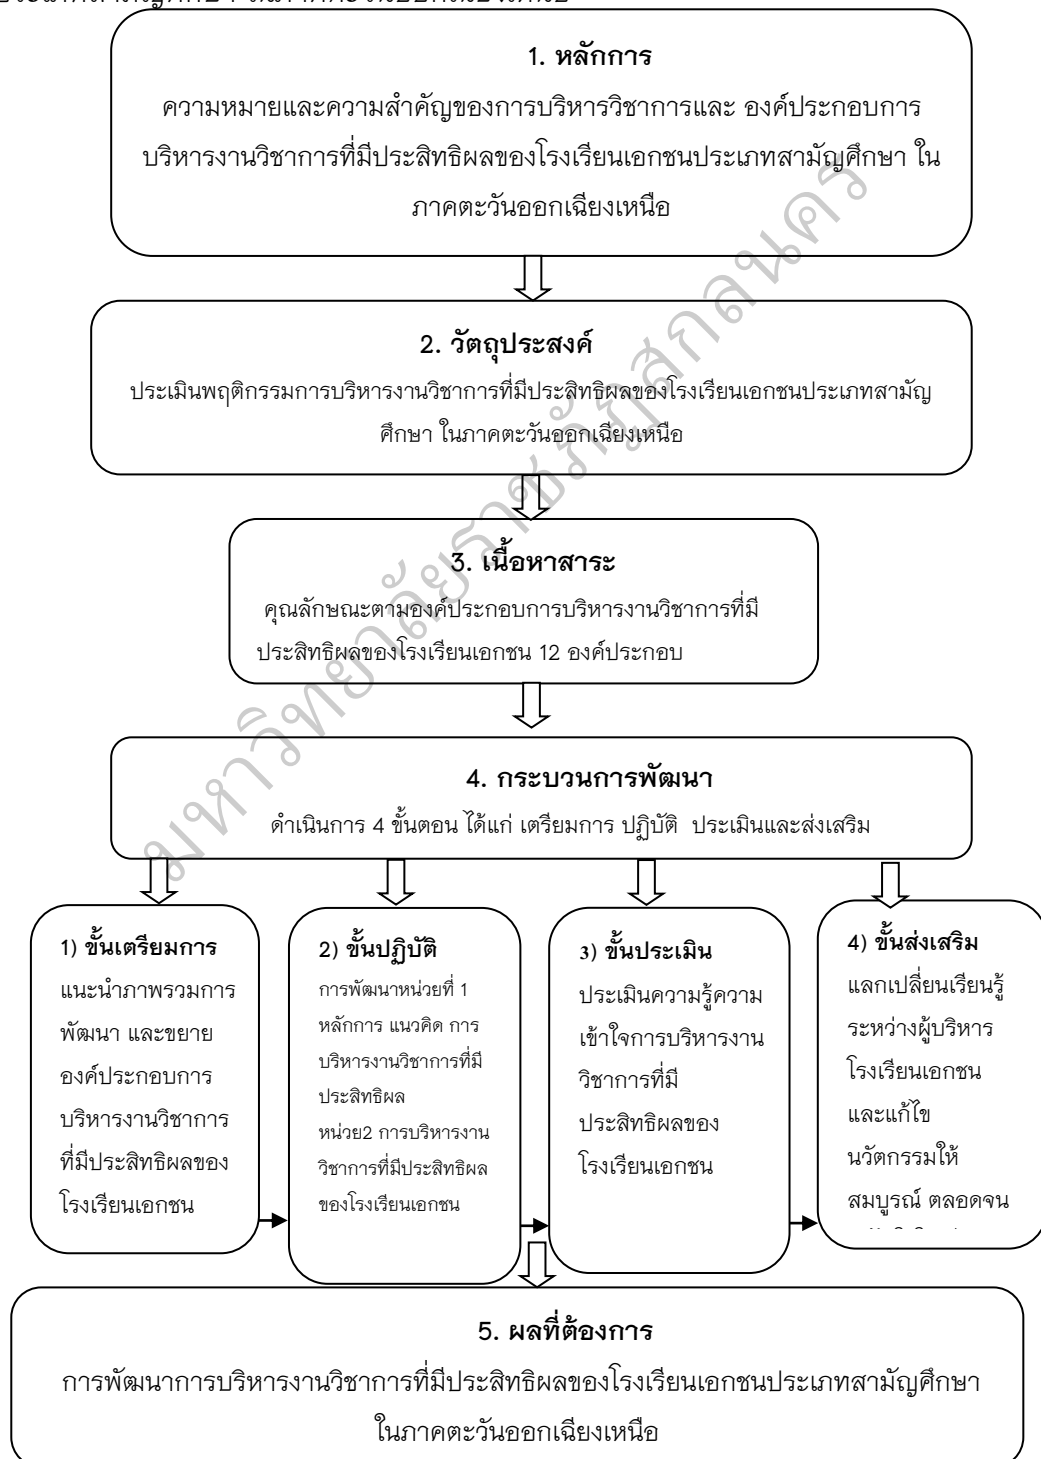 1. หลักการ
ความหมายและความสำคัญของการบริหารวิชาการและ องค์ประกอบการ
บริหารงานวิชาการที่มีประสิทธิผลของโรงเรียนเอกชนประเภทสามัญศึกษา ใน
ภาคตะวันออกเฉียงเหนือ
2. วัตถุประสงค์
ประเมินพฤติกรรมการบริหารงานวิชาการที่มีประสิทธิผลของโรงเรียนเอกชนประเภทสามัญ
ศึกษา ในภาคตะวันออกเฉียงเหนือ
3. เนื้อหาสาระ
คุณลักษณะตามองค์ประกอบการบริหารงานวิชาการที่มี
ประสิทธิผลของโรงเรียนเอกชน 12 องค์ประกอบ
4. กระบวนการพัฒนา
ดำเนินการ 4 ขั้นตอน ได้แก่ เตรียมการ ปฏิบัติ ประเมินและส่งเสริม
1) ขั้นเตรียมการ
แนะนำภาพรวมการ
พัฒนา และขยาย
องค์ประกอบการ
บริหารงานวิชาการ
ที่มีประสิทธิผลของ
โรงเรียนเอกชน
2) ขั้นปฏิบัติ
การพัฒนาหน่วยที่ 1
หลักการ แนวคิด การ
บริหารงานวิชาการที่มี
ประสิทธิผล
หน่วย2 การบริหารงาน
วิชาการที่มีประสิทธิผล
ของโรงเรียนเอกชน
3) ขั้นประเมิน
ประเมินความรู้ความ
เข้าใจการบริหารงาน
วิชาการที่มี
ประสิทธิผลของ
โรงเรียนเอกชน
4) ขั้นส่งเสริม
แลกเปลี่ยนเรียนรู้
ระหว่างผู้บริหาร
โรงเรียนเอกชน
และแก้ไข
นวัตกรรมให้
สมบูรณ์ ตลอดจน
5. ผลที่ต้องการ
การพัฒนาการบริหารงานวิชาการที่มีประสิทธิผลของโรงเรียนเอกชนประเภทสามัญศึกษา
ในภาคตะวันออกเฉียงเหนือ
มหาวิทยาลัยราชภัฏสกลนคร